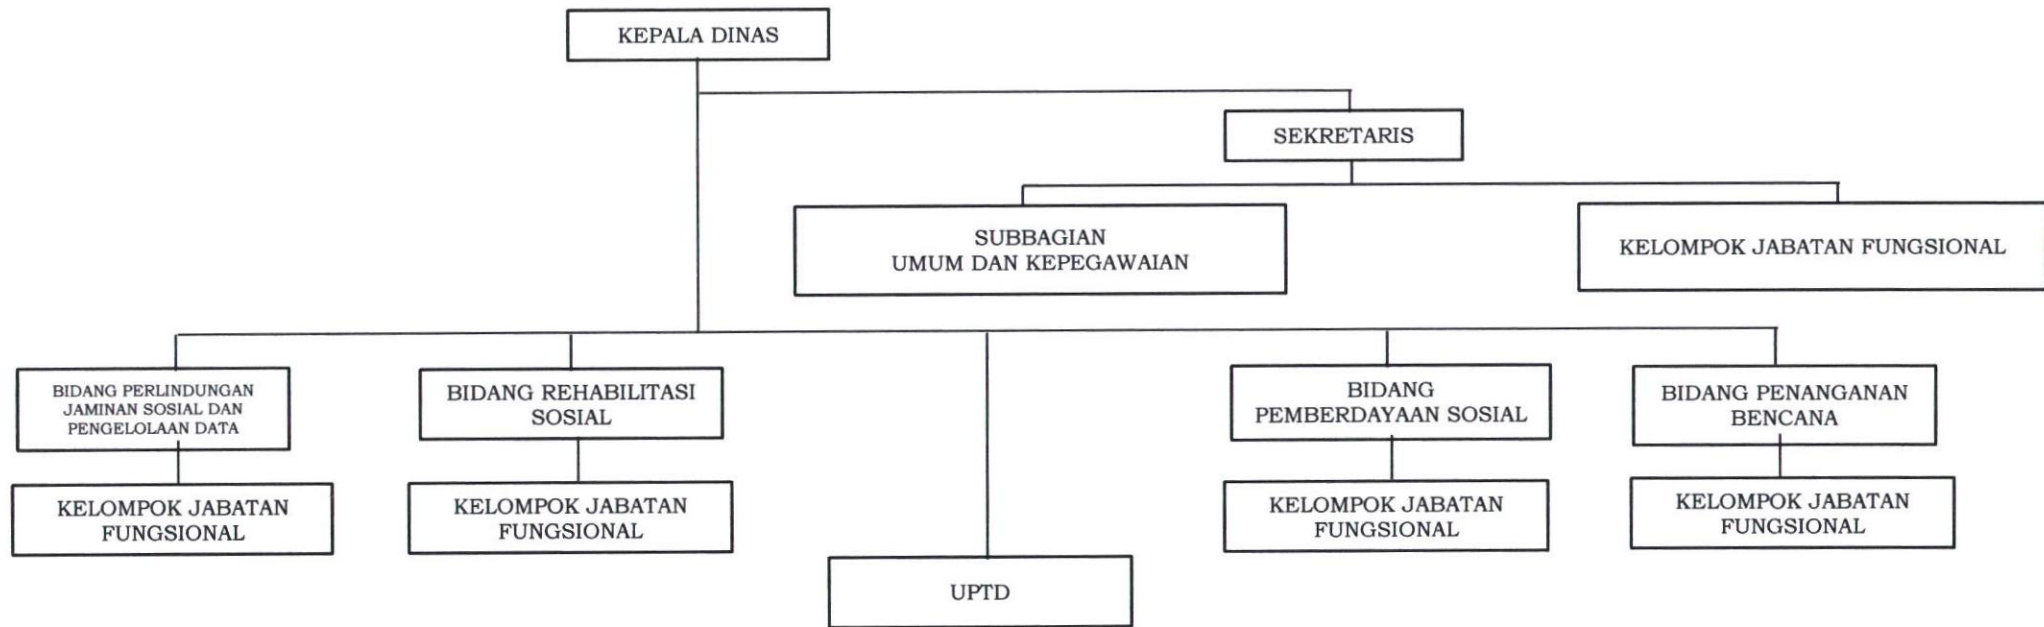 KEPALA DINAS
SEKRETARIS
SUBBAGIAN
UMUM DAN KEPEGAWAIAN
KELOMPOK JABATAN FUNGSIONAL
BIDANG PERLINDUNGAN
JAMINAN SOSIAL DAN
PENGELOLAAN DATA
BIDANG REHABILITASI
SOSIAL
BIDANG
PEMBERDAYAAN SOSIAL
BIDANG PENANGANAN
BENCANA
KELOMPOK JABATAN
FUNGSIONAL
KELOMPOK JABATAN
FUNGSIONAL
KELOMPOK JABATAN
FUNGSIONAL
KELOMPOK JABATAN
FUNGSIONAL
UPTD